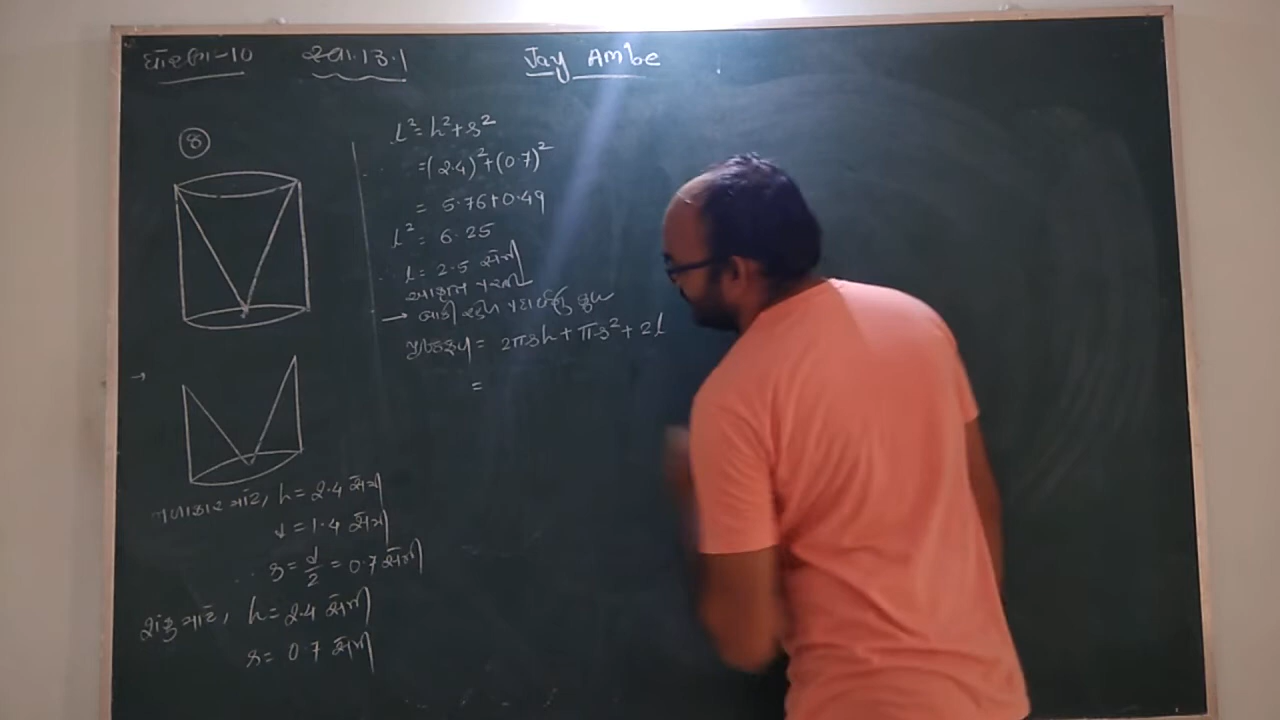 ધોરણ-10 સ્વા.13.1 Jay Ambe
8
નળાકાર માટે, h = 2.4 સેમી
d = 1.4 સેમી
∴ r = d/2 = 0.7 સેમી
શંકુ માટે, h = 2.4 સેમી
r = 0.7 સેમી
l² = h² + r²
= (2.4)² + (0.7)²
= 5.76 + 0.49
l² = 6.25
∴ l = 2.5 સેમી
→ બાકી રહેતા પદાર્થનું કુલ
પૃષ્ઠફળ = 2πrh + πr² + 2l
=